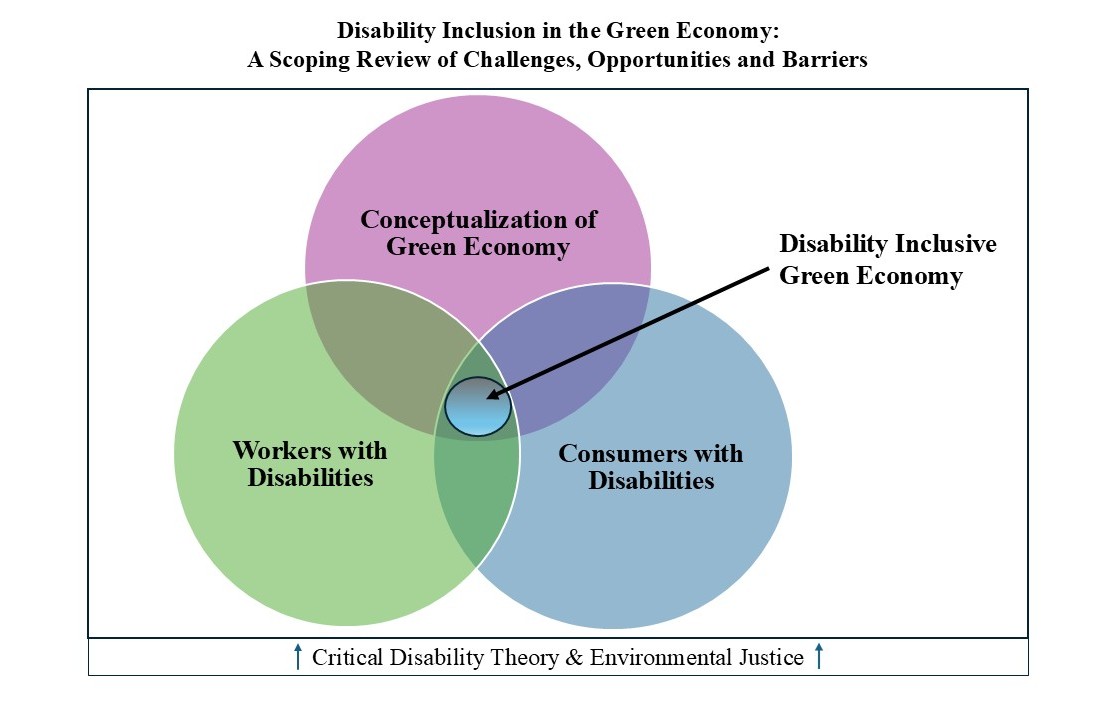 Disability Inclusion in the Green Economy:
A Scoping Review of Challenges, Opportunities and Barriers
Conceptualization of
Green Economy
Disability Inclusive
Green Economy
Workers with
Disabilities
Consumers with
Disabilities
Critical Disability Theory & Environmental Justice